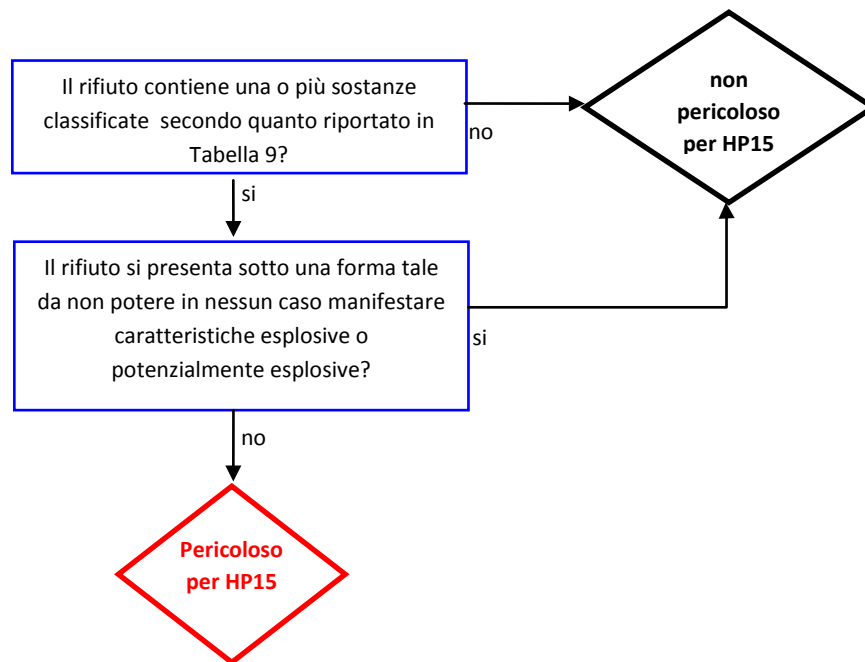 Il rifiuto contiene una o più sostanze
classificate secondo quanto riportato in
Tabella 9?
no
non
pericoloso
per HP15
si
Il rifiuto si presenta sotto una forma tale
da non potere in nessun caso manifestare
caratteristiche esplosive o
potenzialmente esplosive?
si
no
Pericoloso
per HP15